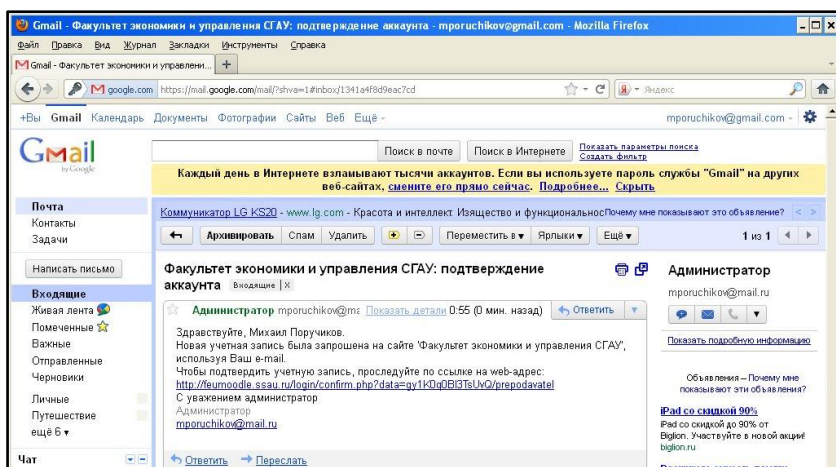 Gmail - Факультет экономики и управления СГАУ: подтверждение аккаунта - mporuchikov@gmail.com - Mozilla Firefox
Файл Правка Вид Журнал Закладки Инструменты Справка
Gmail - Факультет экономики и управлени...
google.com https://mail.google.com/mail/?shva=1#inbox/1341a4f8d9eac7cd Яндекс
+Вы Gmail Календарь Документы Фотографии Сайты Веб Ещё mporuchikov@gmail.com
Gmail by Google
Поиск в почте Поиск в Интернете Показать параметры поиска
Создать фильтр
Каждый день в Интернете взламывают тысячи аккаунтов. Если вы используете пароль службы "Gmail" на других
веб-сайтах, смените его прямо сейчас. Подробнее... Скрыть
Почта
Контакты
Задачи
Написать письмо
Входящие
Живая лента
Помеченные
Важные
Отправленные
Черновики
Личные
Путешествие
ещё 6
Чат
Коммуникатор LG KS20 - www.lg.com - Красота и интеллект. Изящество и функциональнос Почему мне показывают это объявление? < >
Архивировать Спам Удалить Переместить в Ярлыки Ещё 1 из 1
Факультет экономики и управления СГАУ: подтверждение
аккаунта Входящие X
Администратор mporuchikov@ma Показать детали 0:55 (0 мин. назад) Ответить
Здравствуйте, Михаил Поручиков.
Новая учетная запись была запрошена на сайте 'Факультет экономики и управления СГАУ',
используя Ваш e-mail.
Чтобы подтвердить учетную запись, проследуйте по ссылке на web-адрес:
http://feumoodle.ssau.ru/login/confirm.php?data=gy1KDq0Bl3TsUvQ/prepodavatel
С уважением администратор
Администратор
mporuchikov@mail.ru
Ответить Переслать
Администратор
mporuchikov@mail.ru
Показать подробную информацию
Объявления – Почему мне
показывают эти объявления?
iPad со скидкой 90%
iPad со скидкой до 90% от
Biglion. Участвуйте в новой акции!
biglion.ru